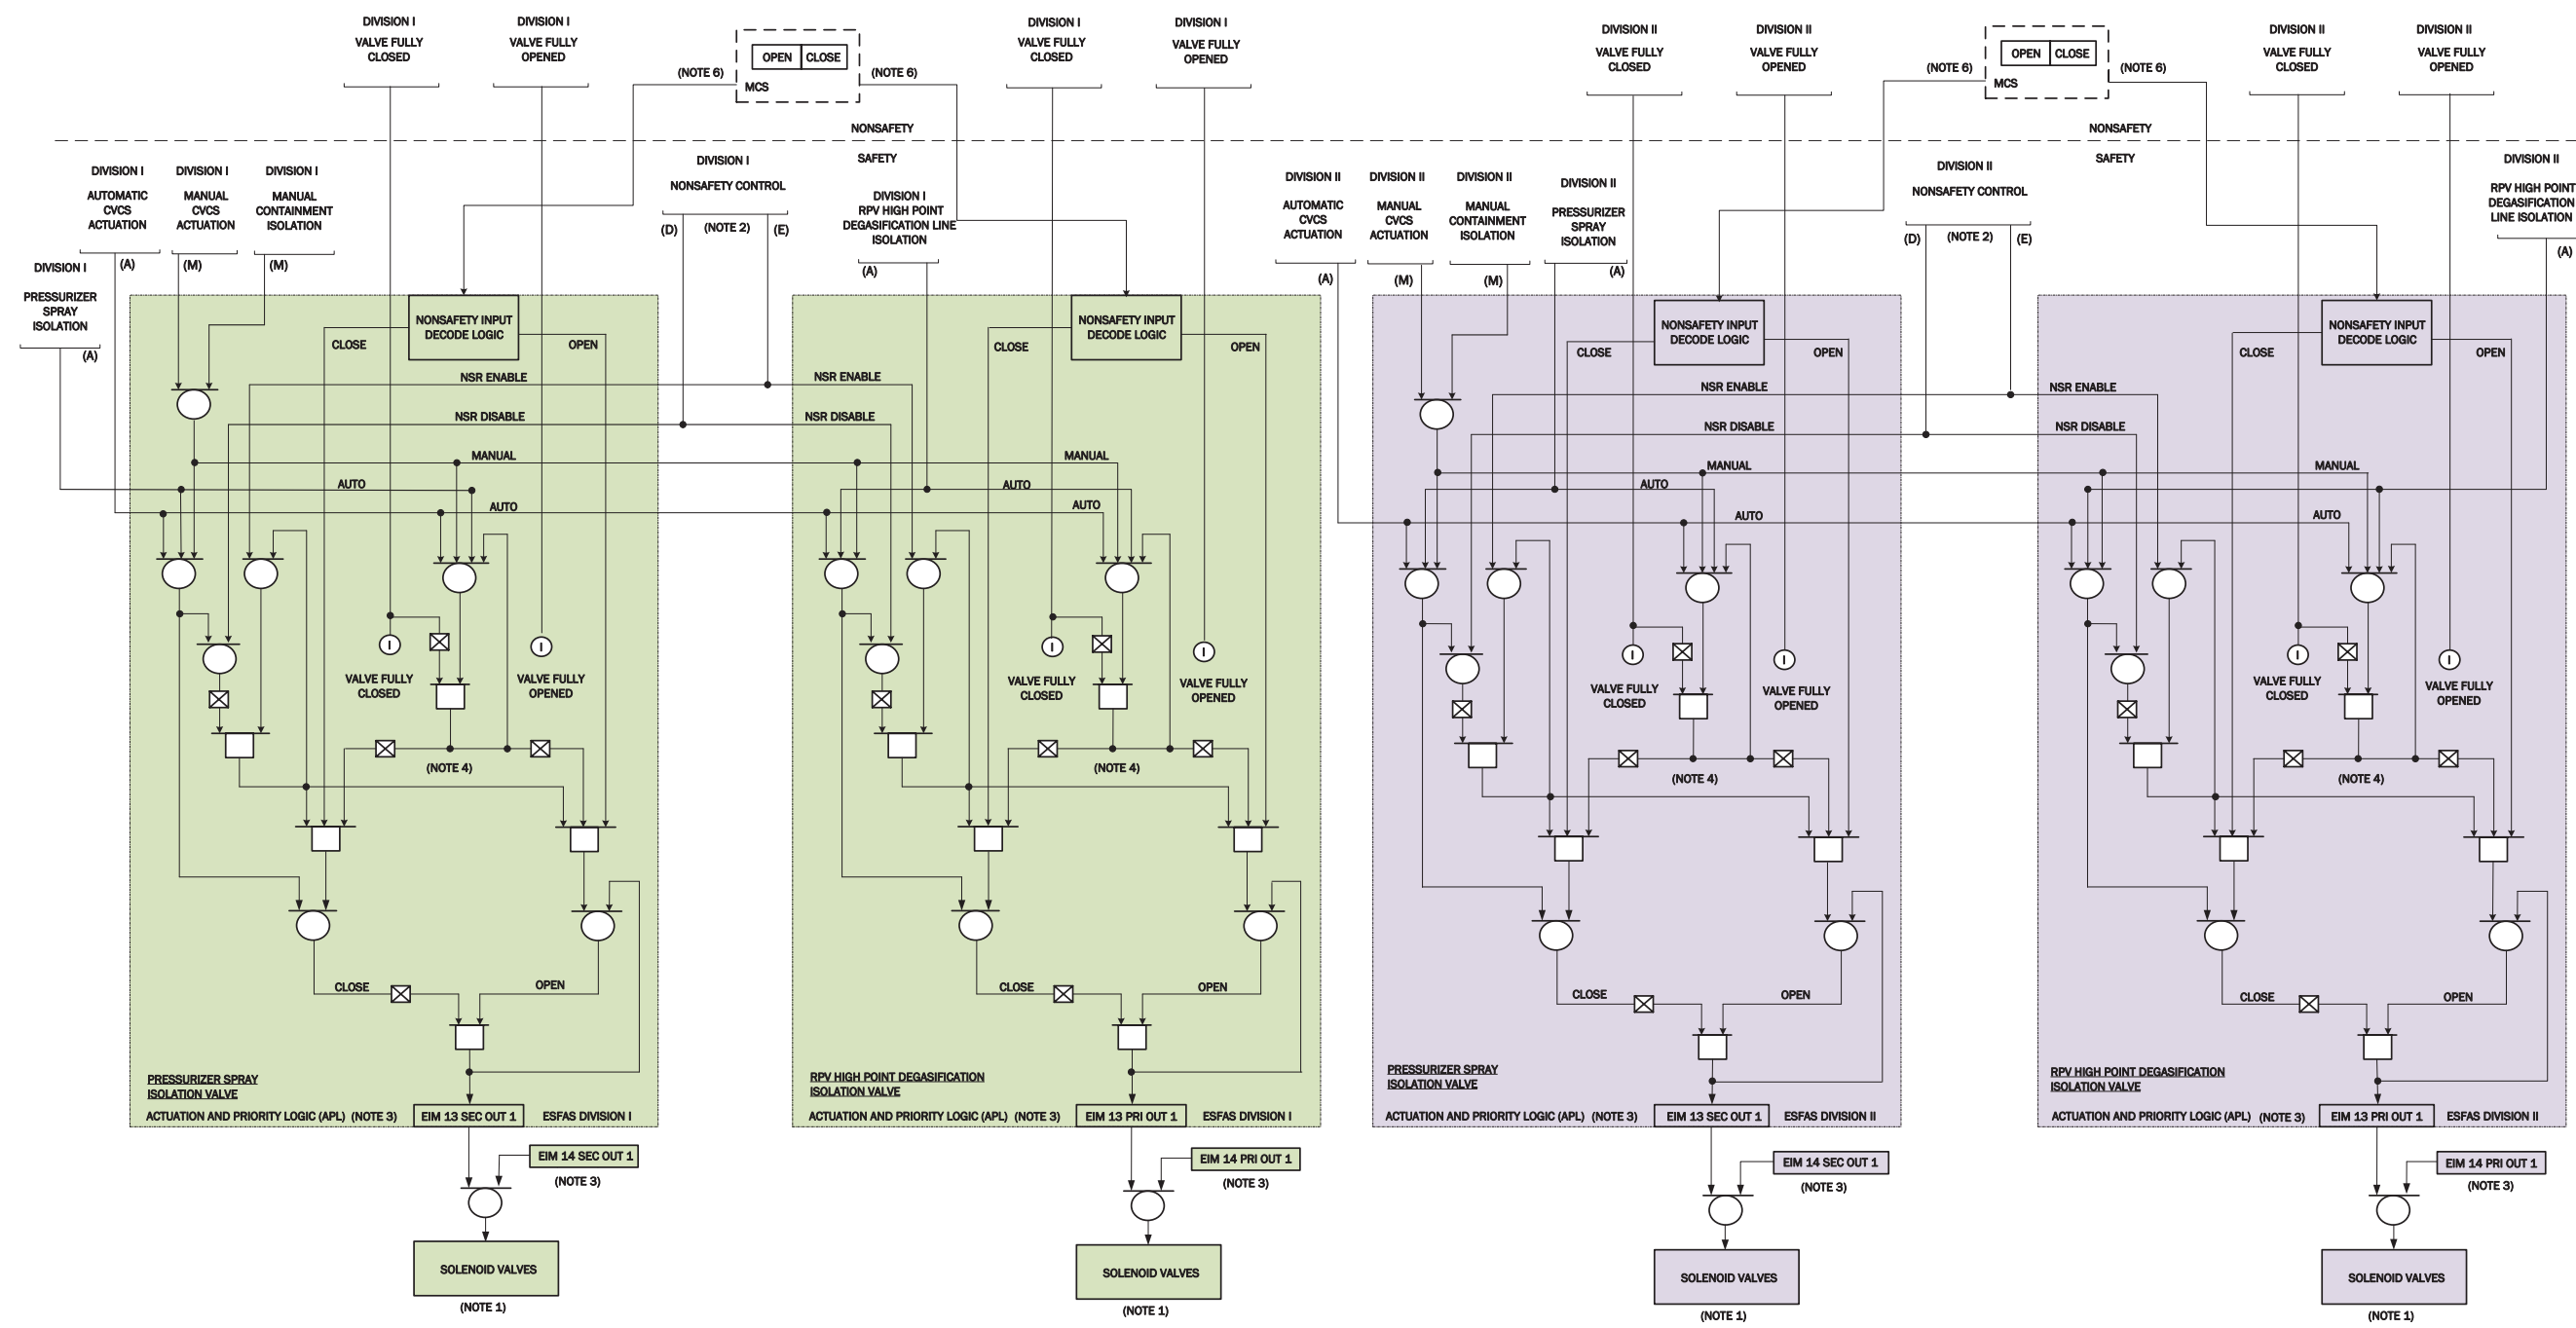 DIVISION I
VALVE FULLY
CLOSED
DIVISION I
VALVE FULLY
OPENED
(NOTE 6)
OPEN
CLOSE
MCS
(NOTE 6)
DIVISION I
VALVE FULLY
CLOSED
DIVISION I
VALVE FULLY
OPENED
DIVISION II
VALVE FULLY
CLOSED
DIVISION II
VALVE FULLY
OPENED
(NOTE 6)
OPEN
CLOSE
MCS
(NOTE 6)
DIVISION II
VALVE FULLY
CLOSED
DIVISION II
VALVE FULLY
OPENED
NONSAFETY
SAFETY
NONSAFETY
SAFETY
DIVISION I
PRESSURIZER
SPRAY
ISOLATION
(A)
DIVISION I
AUTOMATIC
CVCS
ACTUATION
(A)
DIVISION I
MANUAL
CVCS
ACTUATION
(M)
DIVISION I
MANUAL
CONTAINMENT
ISOLATION
(M)
DIVISION I
NONSAFETY CONTROL
(D)
(NOTE 2)
(E)
DIVISION I
RPV HIGH POINT
DEGASIFICATION LINE
ISOLATION
(A)
DIVISION II
AUTOMATIC
CVCS
ACTUATION
(A)
DIVISION II
MANUAL
CVCS
ACTUATION
(M)
DIVISION II
MANUAL
CONTAINMENT
ISOLATION
(M)
DIVISION II
PRESSURIZER
SPRAY
ISOLATION
(A)
DIVISION II
NONSAFETY CONTROL
(D)
(NOTE 2)
(E)
DIVISION II
RPV HIGH POINT
DEGASIFICATION
LINE ISOLATION
(A)
NONSAFETY INPUT
DECODE LOGIC
CLOSE
OPEN
NSR ENABLE
NSR DISABLE
MANUAL
AUTO
AUTO
I
I
VALVE FULLY
CLOSED
VALVE FULLY
OPENED
(NOTE 4)
CLOSE
OPEN
PRESSURIZER SPRAY
ISOLATION VALVE
ACTUATION AND PRIORITY LOGIC (APL) (NOTE 3)
EIM 13 SEC OUT 1
ESFAS DIVISION I
EIM 14 SEC OUT 1
(NOTE 3)
SOLENOID VALVES
(NOTE 1)
NONSAFETY INPUT
DECODE LOGIC
CLOSE
OPEN
NSR ENABLE
NSR DISABLE
MANUAL
AUTO
AUTO
I
I
VALVE FULLY
CLOSED
VALVE FULLY
OPENED
(NOTE 4)
CLOSE
OPEN
RPV HIGH POINT DEGASIFICATION
ISOLATION VALVE
ACTUATION AND PRIORITY LOGIC (APL) (NOTE 3)
EIM 13 PRI OUT 1
ESFAS DIVISION I
EIM 14 PRI OUT 1
(NOTE 3)
SOLENOID VALVES
(NOTE 1)
NONSAFETY INPUT
DECODE LOGIC
CLOSE
OPEN
NSR ENABLE
NSR DISABLE
MANUAL
AUTO
AUTO
I
I
VALVE FULLY
CLOSED
VALVE FULLY
OPENED
(NOTE 4)
CLOSE
OPEN
PRESSURIZER SPRAY
ISOLATION VALVE
ACTUATION AND PRIORITY LOGIC (APL) (NOTE 3)
EIM 13 SEC OUT 1
ESFAS DIVISION II
EIM 14 SEC OUT 1
(NOTE 3)
SOLENOID VALVES
(NOTE 1)
NONSAFETY INPUT
DECODE LOGIC
CLOSE
OPEN
NSR ENABLE
NSR DISABLE
MANUAL
AUTO
I
I
VALVE FULLY
CLOSED
VALVE FULLY
OPENED
(NOTE 4)
CLOSE
OPEN
RPV HIGH POINT DEGASIFICATION
ISOLATION VALVE
ACTUATION AND PRIORITY LOGIC (APL) (NOTE 3)
EIM 13 PRI OUT 1
ESFAS DIVISION II
EIM 14 PRI OUT 1
(NOTE 3)
SOLENOID VALVES
(NOTE 1)